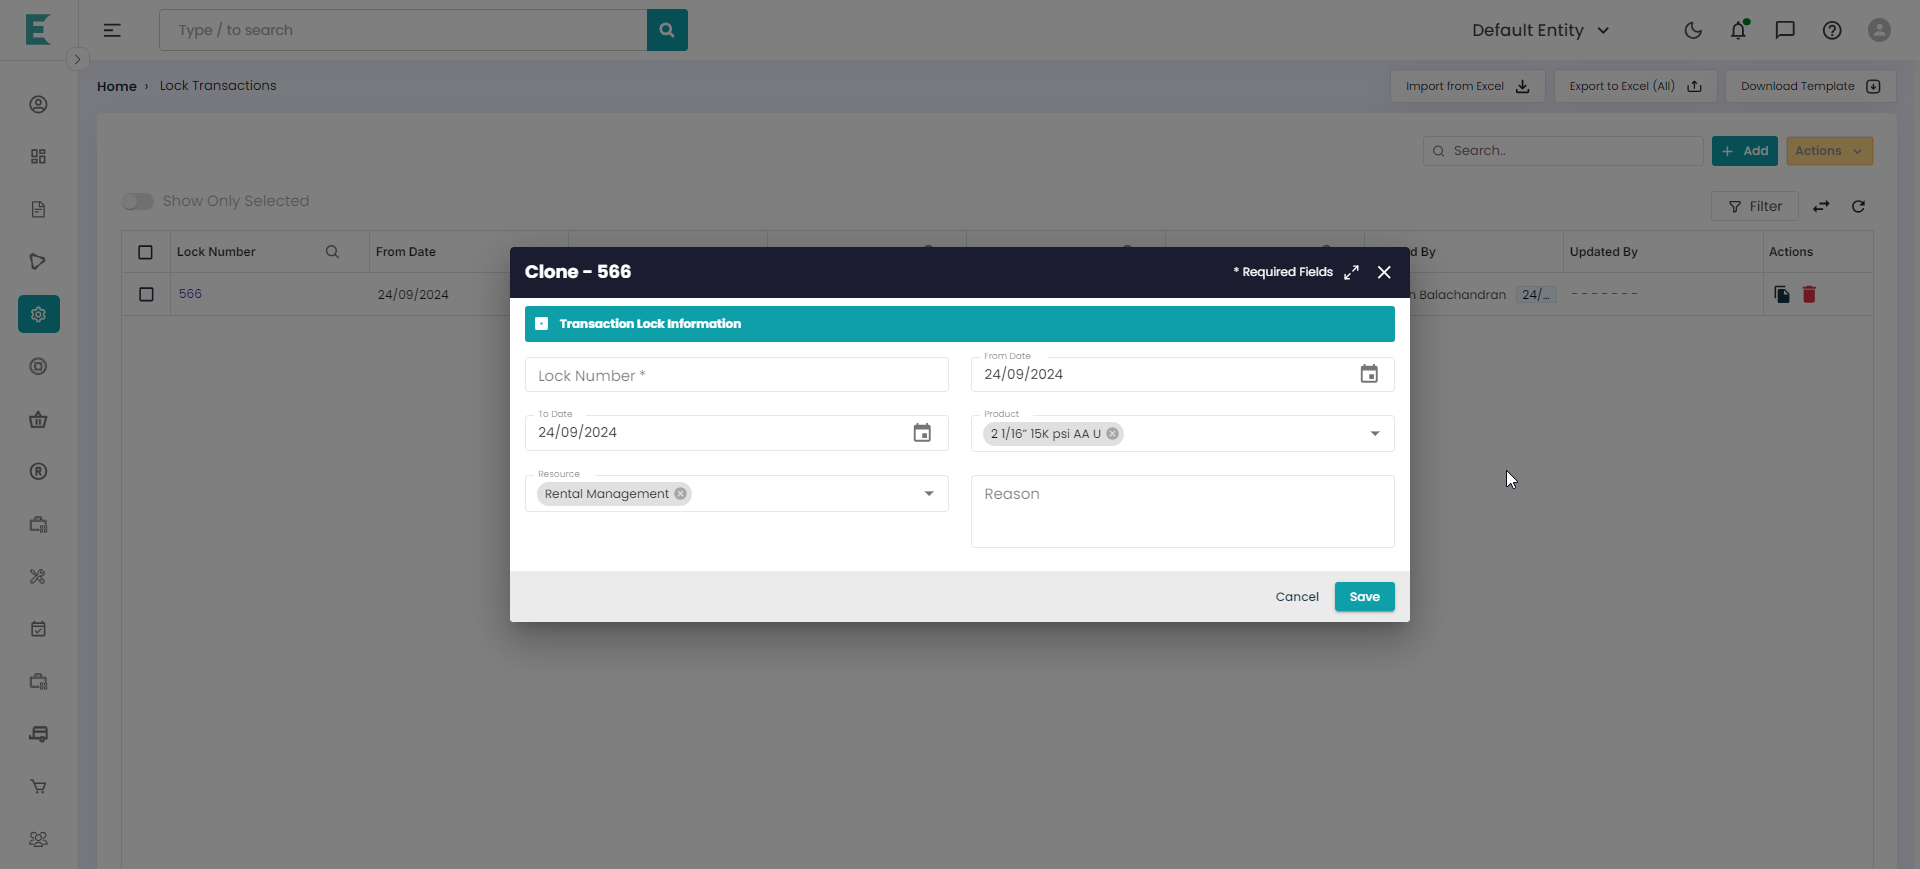 Type / to search
Default Entity
Home › Lock Transactions
Import from Excel
Export to Excel (All)
Download Template
Search..
+ Add
Actions
Show Only Selected
Filter
Lock Number
From Date
d By
Updated By
Actions
566
24/09/2024
Balachandran
24/...
-------
Clone - 566
* Required Fields
Transaction Lock Information
Lock Number *
From Date
24/09/2024
To Date
24/09/2024
Product
2 1/16" 15K psi AA U
Resource
Rental Management
Reason
Cancel
Save